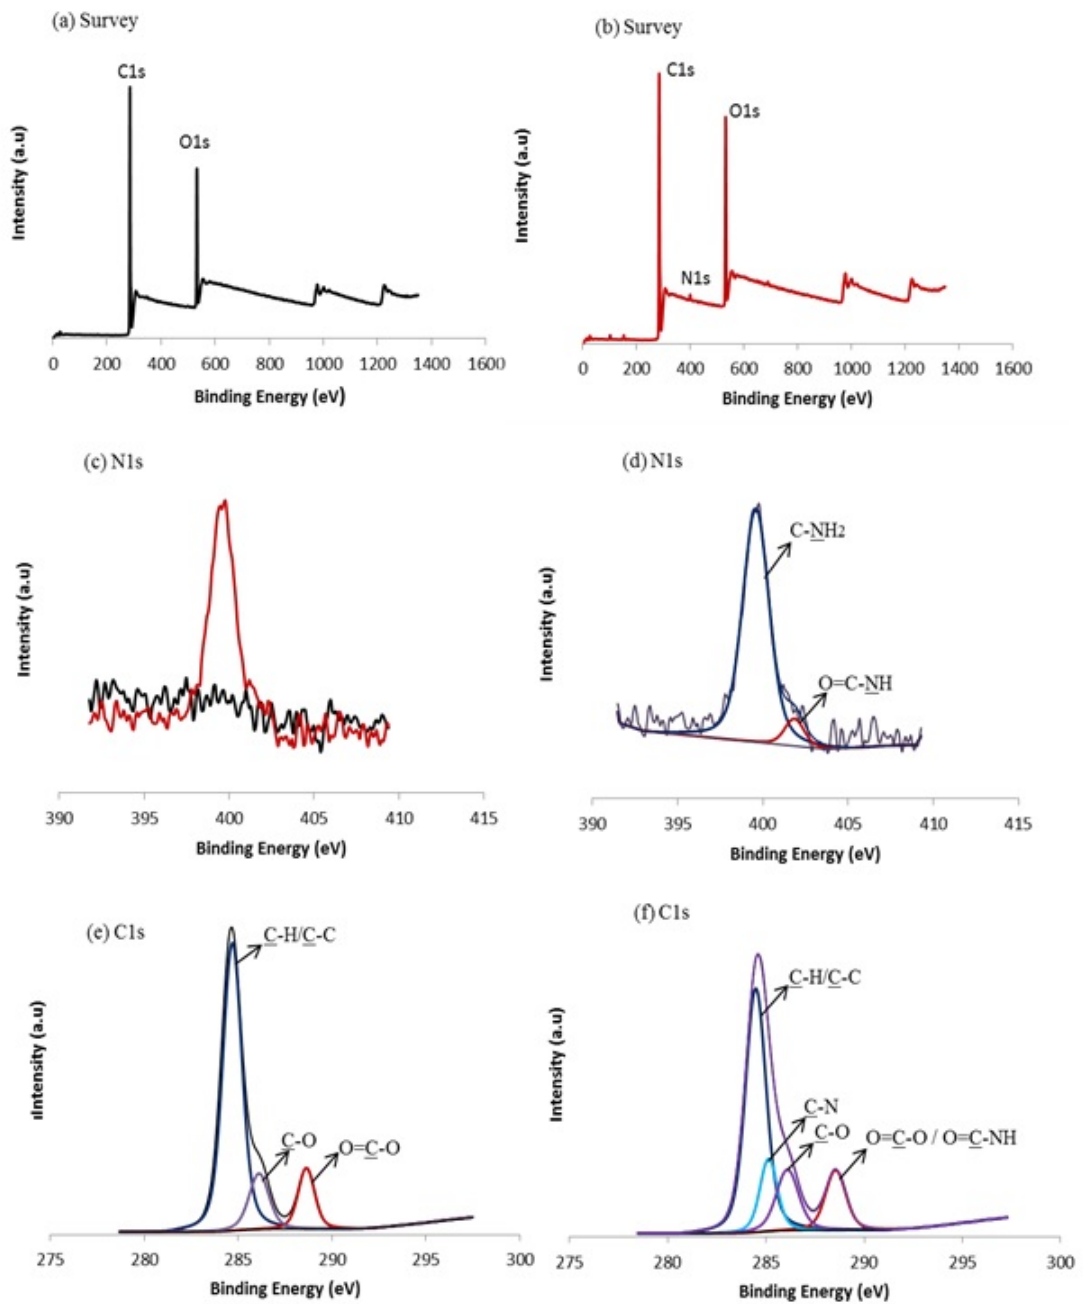 (a) Survey
C1s
O1s
Intensity (a.u)
0 200 400 600 800 1000 1200 1400 1600
Binding Energy (eV)
(b) Survey
C1s
O1s
N1s
Intensity (a.u)
0 200 400 600 800 1000 1200 1400 1600
Binding Energy (eV)
(c) N1s
Intensity (a.u)
390 395 400 405 410 415
Binding Energy (eV)
(d) N1s
C-NH2
O=C-NH
Intensity (a.u)
390 395 400 405 410 415
Binding Energy (eV)
(e) C1s
C-H/C-C
C-O
O=C-O
Intensity (a.u)
275 280 285 290 295 300
Binding Energy (eV)
(f) C1s
C-H/C-C
C-N
C-O
O=C-O / O=C-NH
Intensity (a.u)
275 280 285 290 295 300
Binding Energy (eV)